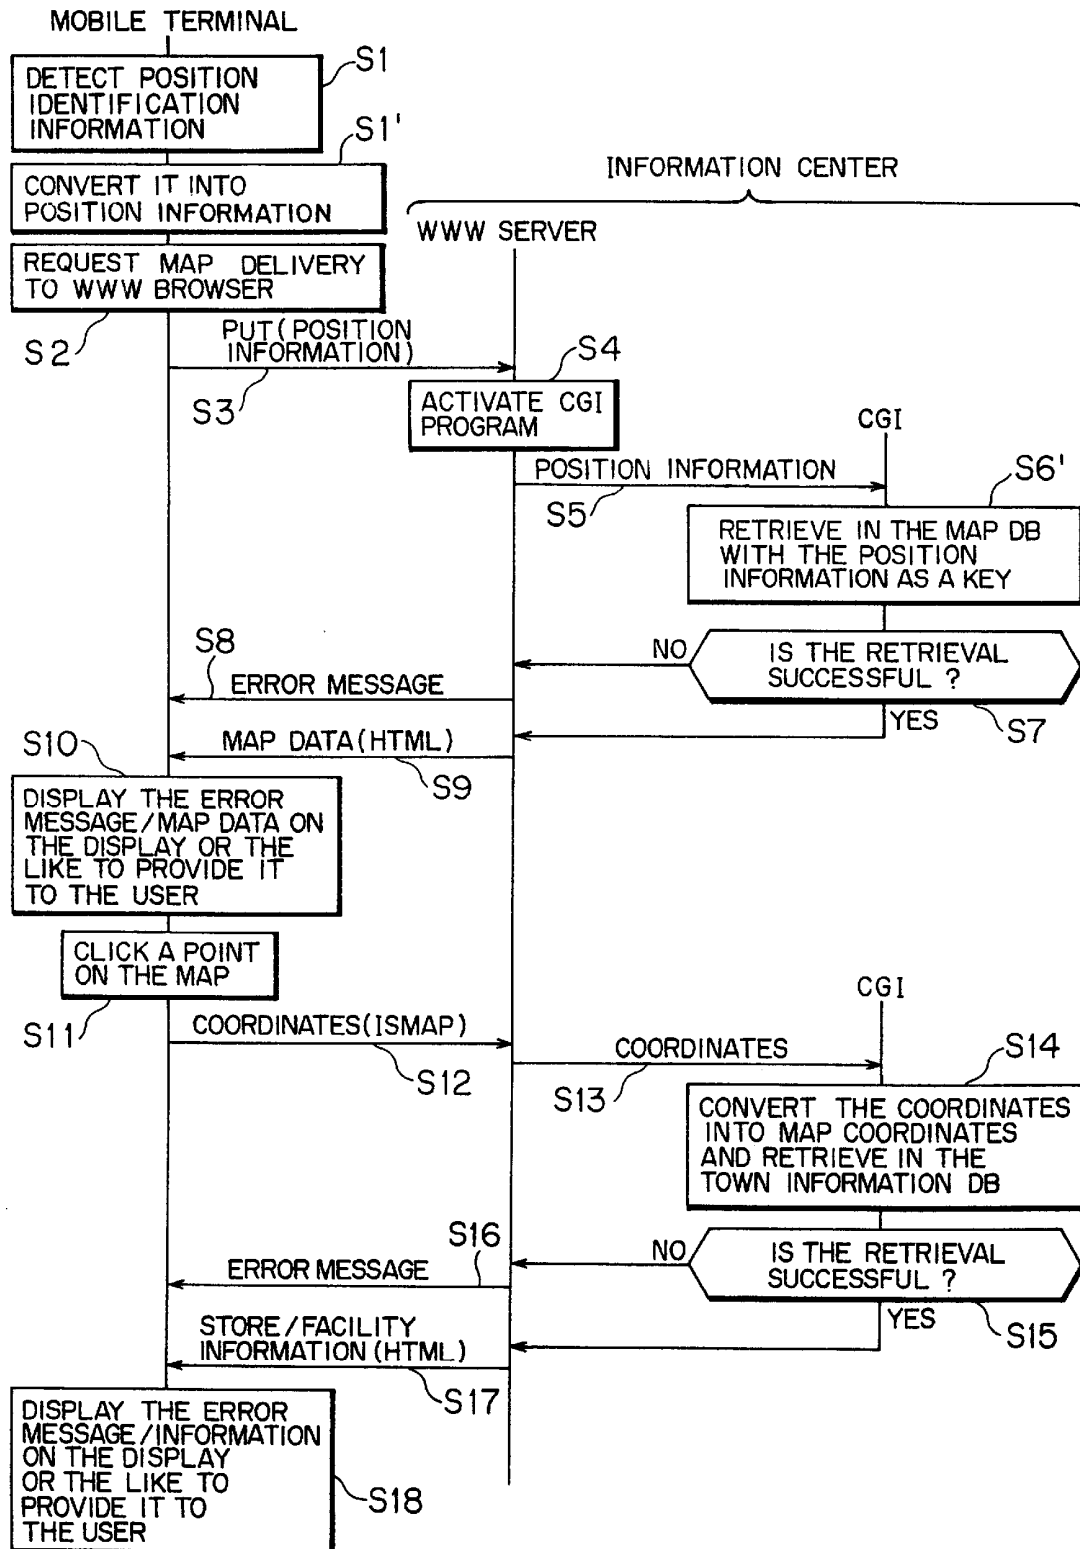 MOBILE TERMINAL
S1
DETECT POSITION
IDENTIFICATION
INFORMATION
S1'
CONVERT IT INTO
POSITION INFORMATION
INFORMATION CENTER
WWW SERVER
REQUEST MAP DELIVERY
TO WWW BROWSER
S2
PUT(POSITION
INFORMATION)
S3
S4
ACTIVATE CGI
PROGRAM
CGI
POSITION INFORMATION
S5
S6'
RETRIEVE IN THE MAP DB
WITH THE POSITION
INFORMATION AS A KEY
NO
IS THE RETRIEVAL
SUCCESSFUL ?
S8
ERROR MESSAGE
YES
S7
S10
MAP DATA(HTML)
S9
DISPLAY THE ERROR
MESSAGE/MAP DATA ON
THE DISPLAY OR THE
LIKE TO PROVIDE IT
TO THE USER
CLICK A POINT
ON THE MAP
S11
CGI
COORDINATES(ISMAP)
S12
COORDINATES
S13
S14
CONVERT THE COORDINATES
INTO MAP COORDINATES
AND RETRIEVE IN THE
TOWN INFORMATION DB
NO
IS THE RETRIEVAL
SUCCESSFUL ?
S16
ERROR MESSAGE
YES
S15
STORE/FACILITY
INFORMATION(HTML)
S17
DISPLAY THE ERROR
MESSAGE/INFORMATION
ON THE DISPLAY
OR THE LIKE TO
PROVIDE IT TO
THE USER
S18